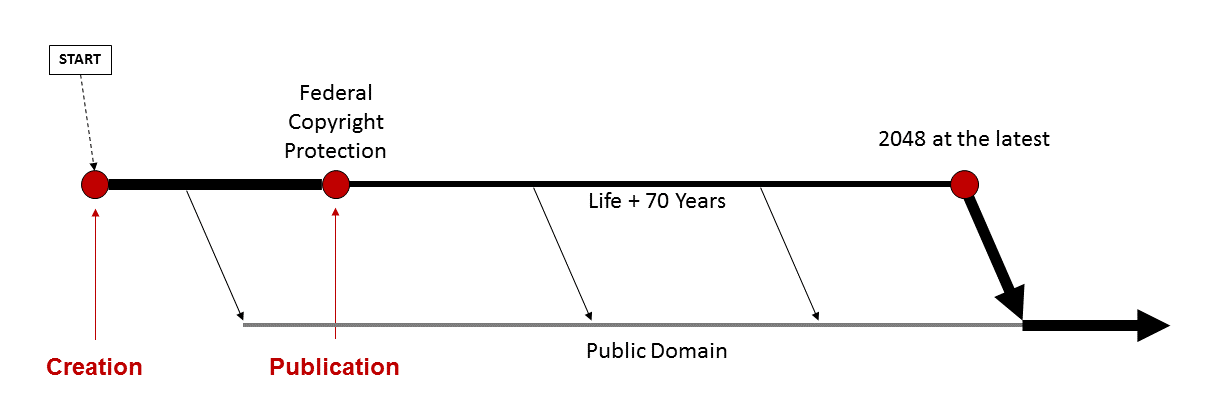 START
Federal
Copyright
Protection
2048 at the latest
Life + 70 Years
Public Domain
Creation
Publication